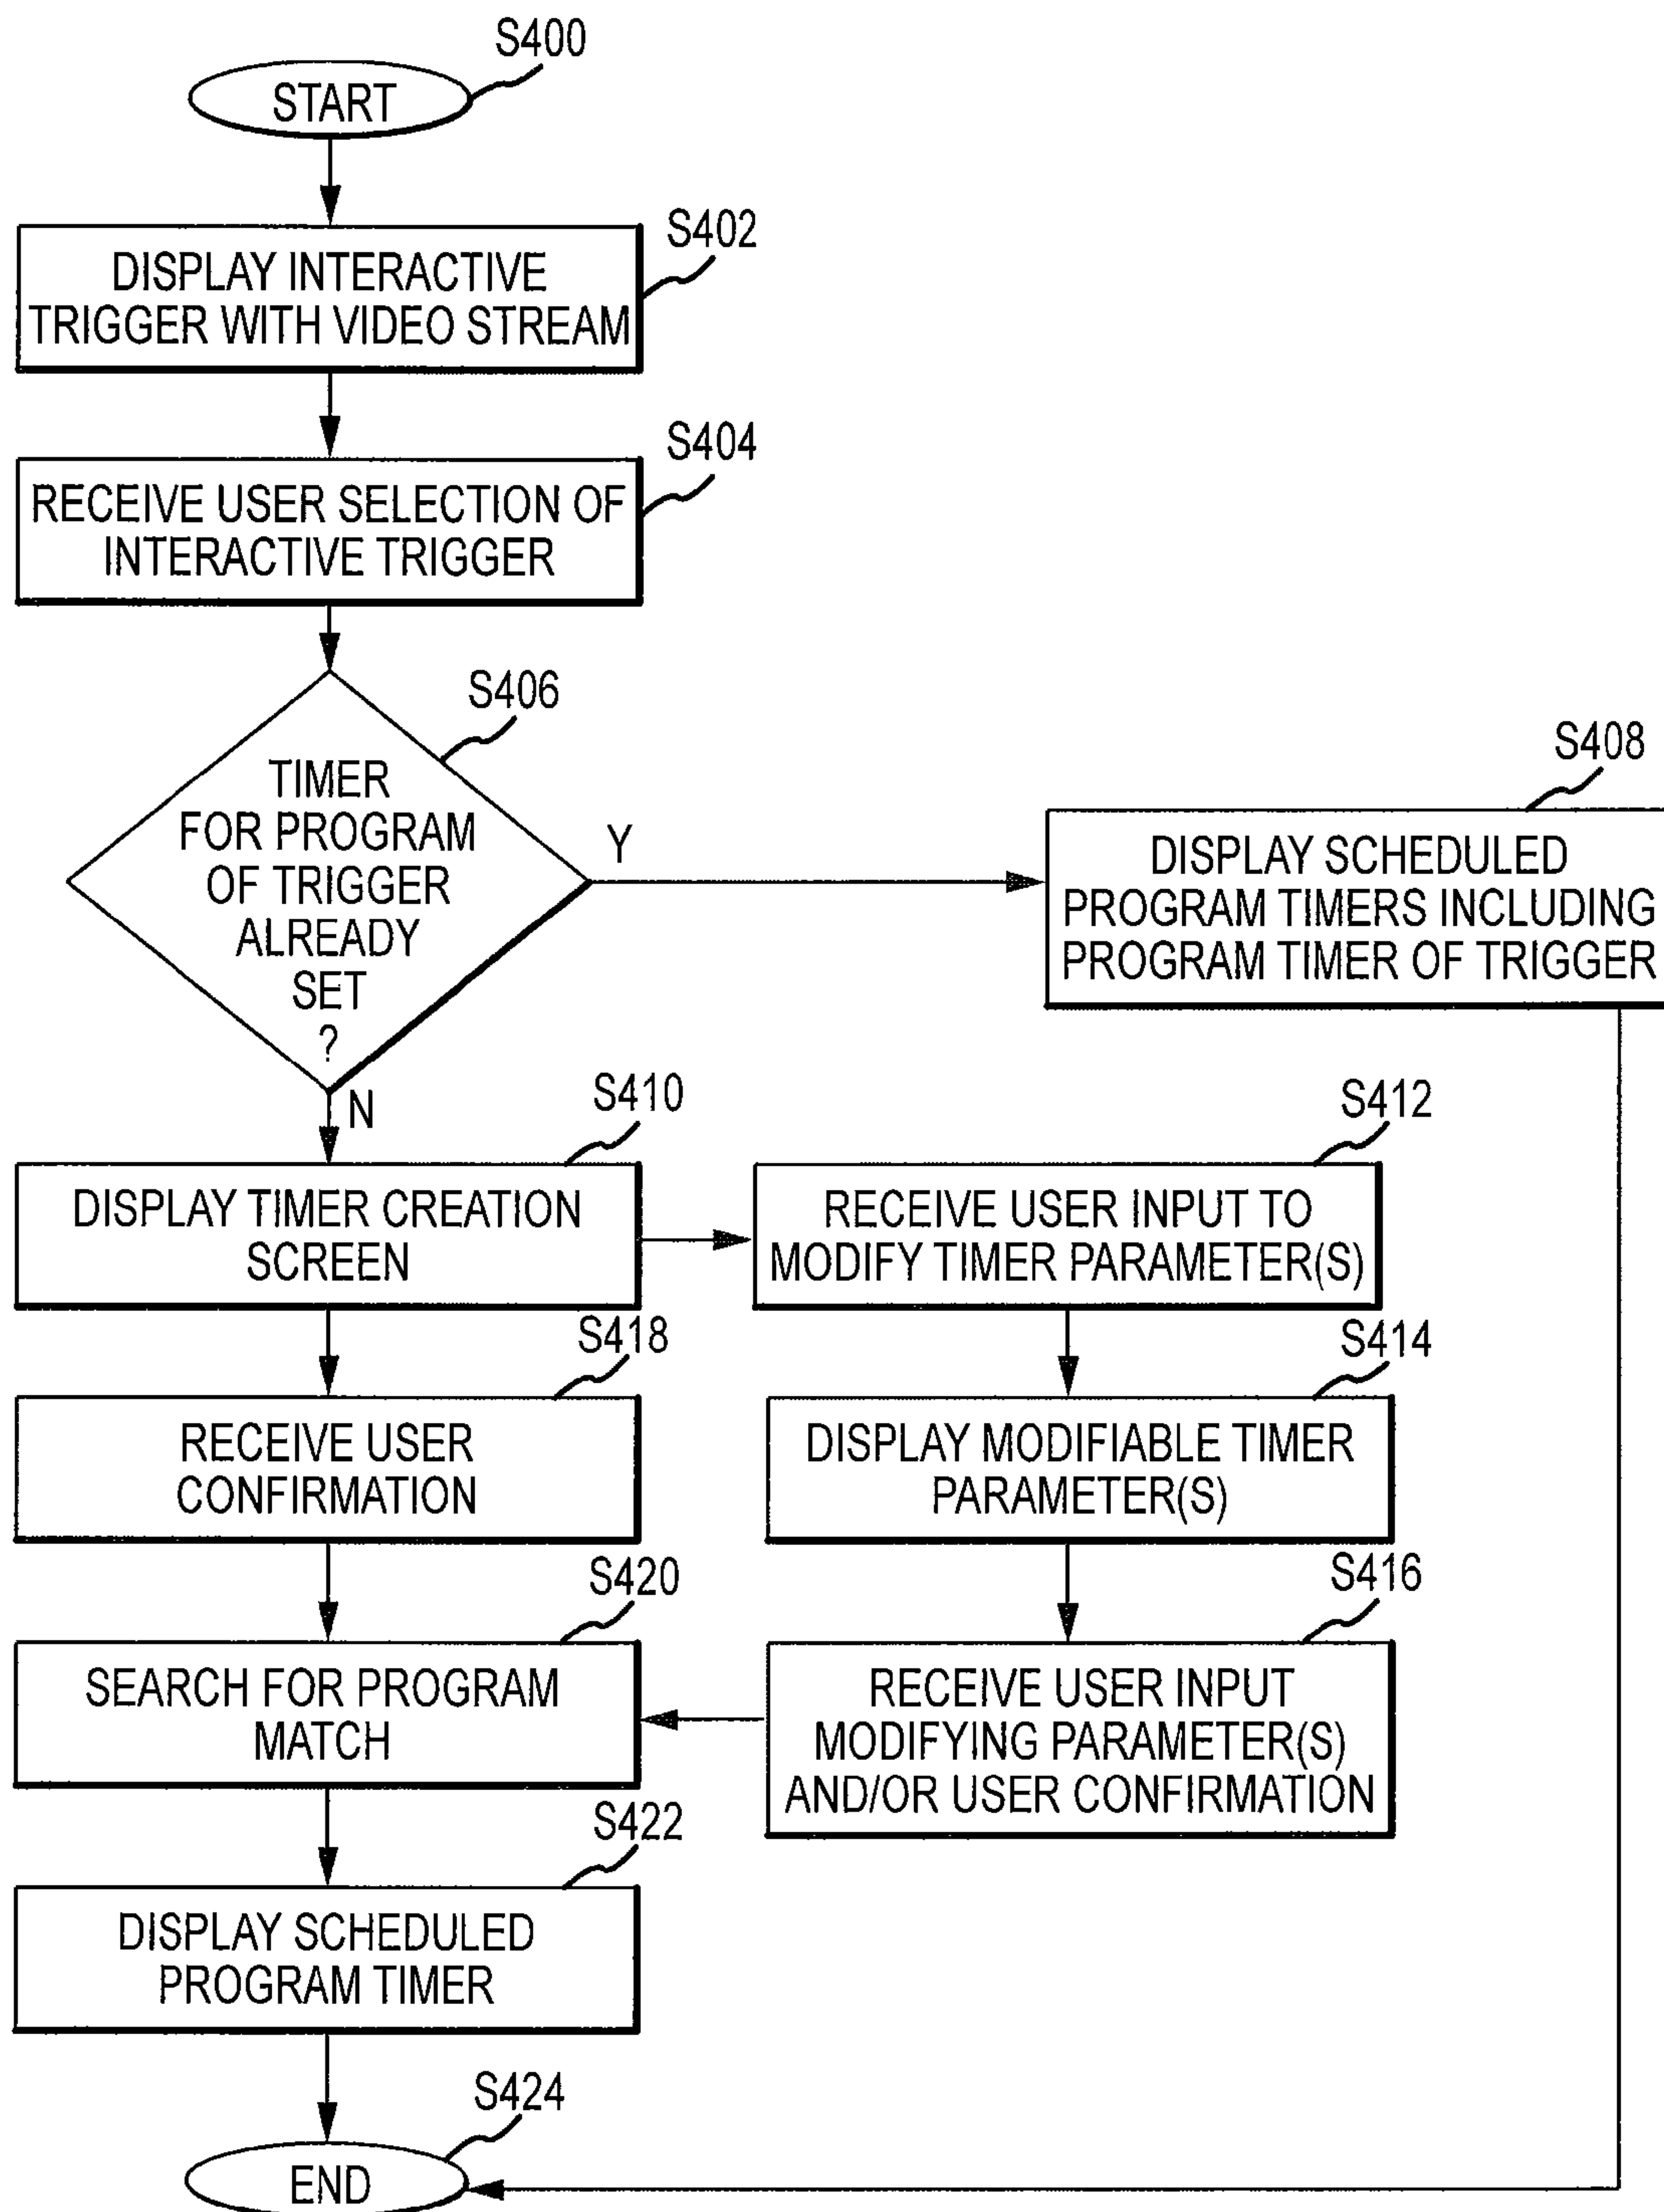 S400
START
S402
DISPLAY INTERACTIVE
TRIGGER WITH VIDEO STREAM
S404
RECEIVE USER SELECTION OF
INTERACTIVE TRIGGER
S406
TIMER
FOR PROGRAM
OF TRIGGER
ALREADY
SET
?
Y
N
S408
DISPLAY SCHEDULED
PROGRAM TIMERS INCLUDING
PROGRAM TIMER OF TRIGGER
S410
DISPLAY TIMER CREATION
SCREEN
S412
RECEIVE USER INPUT TO
MODIFY TIMER PARAMETER(S)
S418
RECEIVE USER
CONFIRMATION
S414
DISPLAY MODIFIABLE TIMER
PARAMETER(S)
S420
SEARCH FOR PROGRAM
MATCH
S416
RECEIVE USER INPUT
MODIFYING PARAMETER(S)
AND/OR USER CONFIRMATION
S422
DISPLAY SCHEDULED
PROGRAM TIMER
S424
END